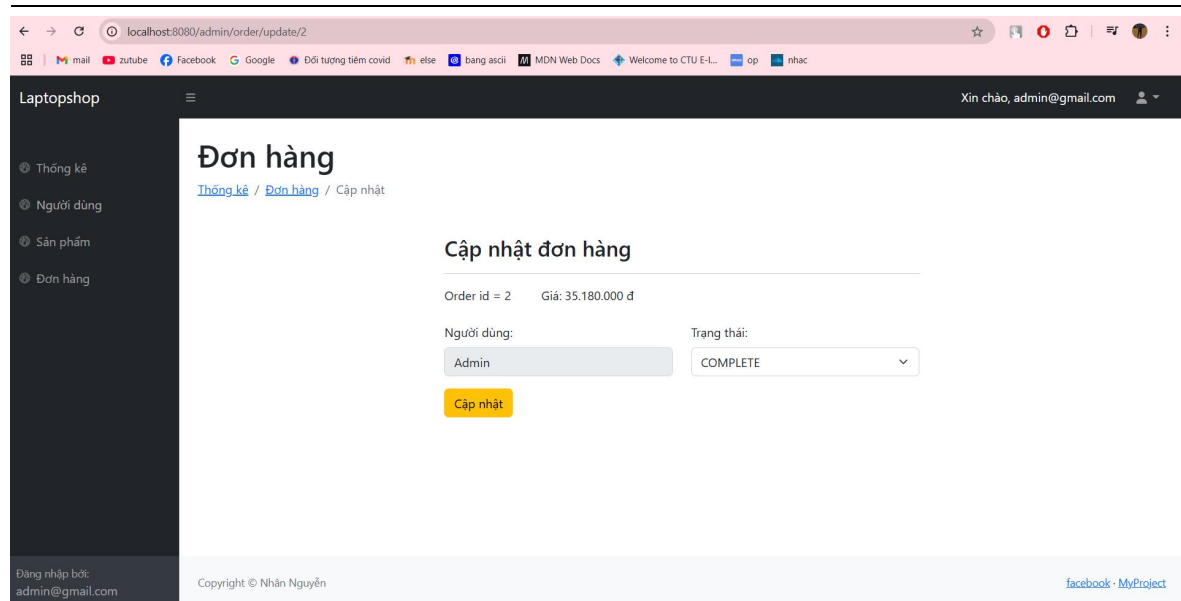 localhost:8080/admin/order/update/2
mail zutube Facebook Google Đối tượng tiêm covid else bang ascii MDN Web Docs Welcome to CTU E-l... op nhac
Laptopshop Xin chào, admin@gmail.com
Thống kê
Người dùng
Sản phẩm
Đơn hàng
Đơn hàng
Thống kê / Đơn hàng / Cập nhật
Cập nhật đơn hàng
Order id = 2 Giá: 35.180.000 đ
Người dùng: Trạng thái:
Admin COMPLETE
Cập nhật
Đăng nhập bởi:
admin@gmail.com
Copyright © Nhân Nguyễn facebook · MyProject